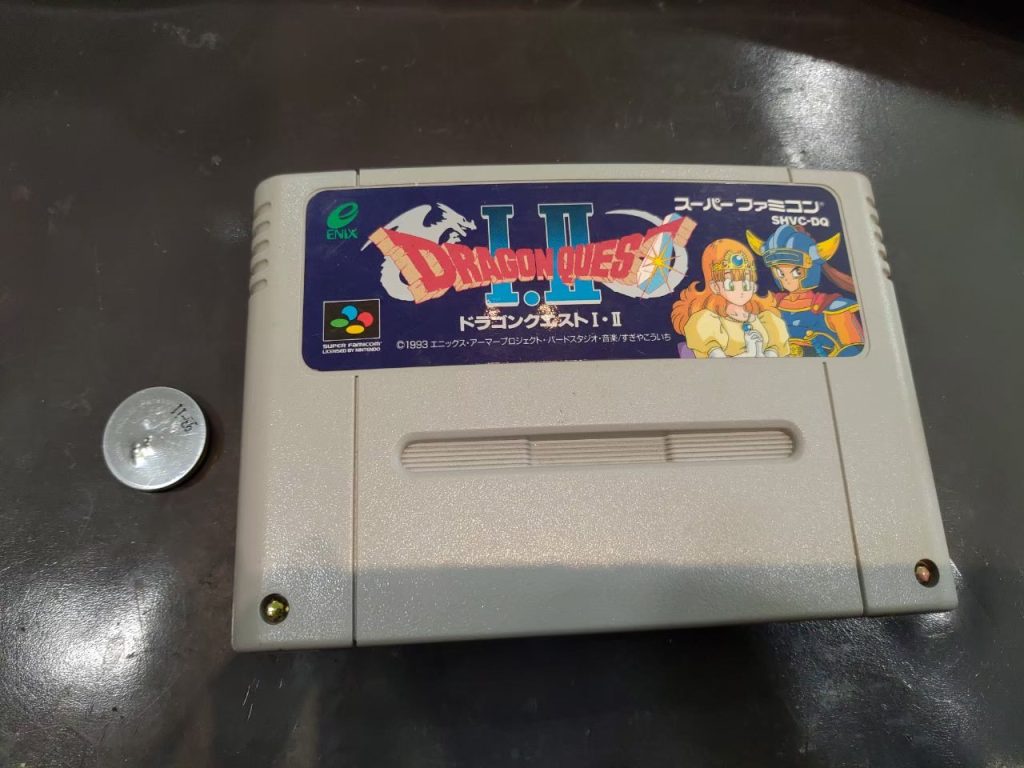 ENIX
スーパーファミコン
SHVC-DQ
I.II
DRAGON QUEST
ドラゴンクエストI・II
©1993 エニックス・アーマープロジェクト・バードスタジオ・音楽/すぎやこういち
SUPER FAMICOM
LICENSED BY NINTENDO
93-11